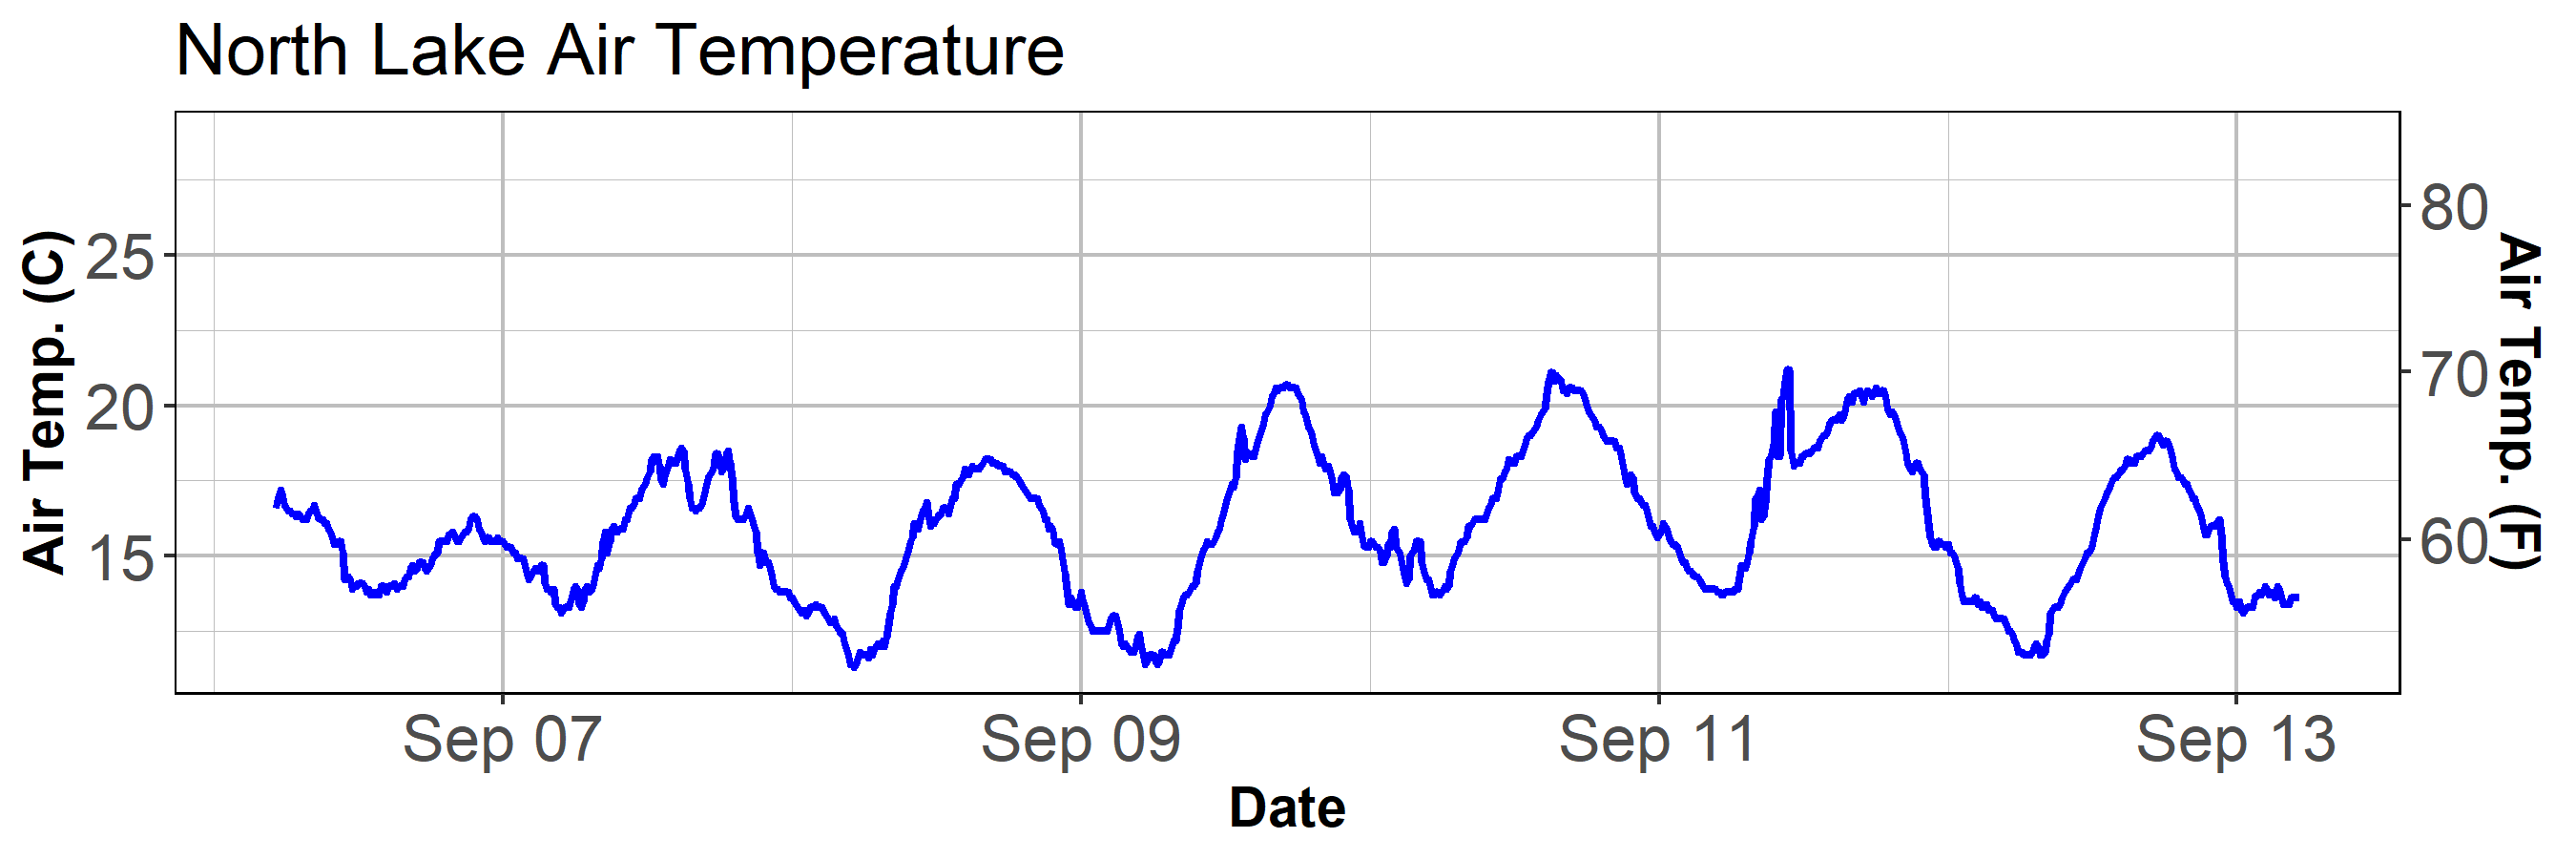 North Lake Air Temperature
Air Temp. (C)
25
20
15
80
70
60
Air Temp. (F)
Sep 07
Sep 09
Sep 11
Sep 13
Date